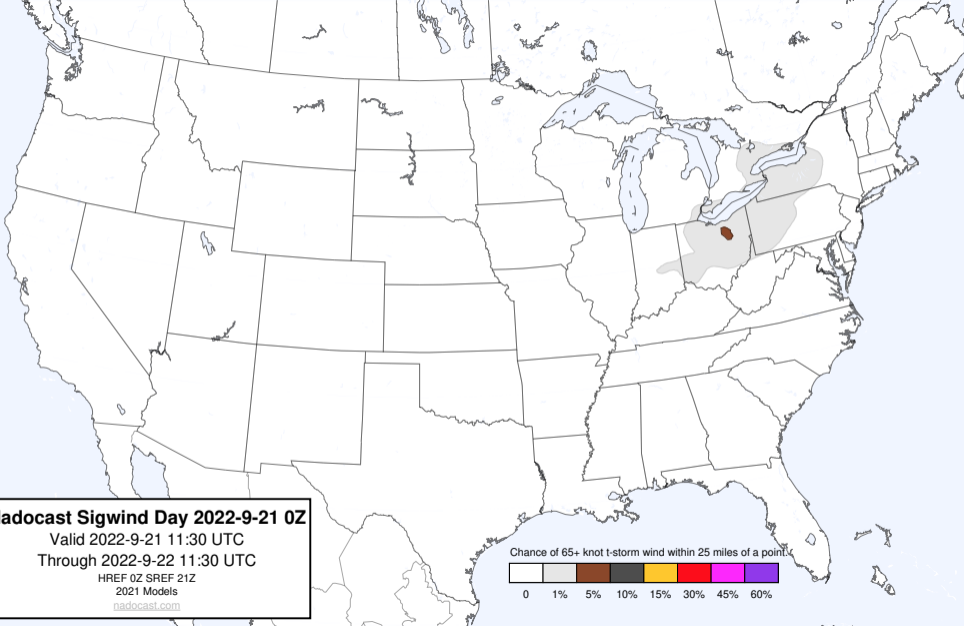 adocast Sigwind Day 2022-9-21 0Z
Valid 2022-9-21 11:30 UTC
Through 2022-9-22 11:30 UTC
HREF 0Z SREF 21Z
2021 Models
nadocast.com
Chance of 65+ knot t-storm wind within 25 miles of a point.
0 1% 5% 10% 15% 30% 45% 60%